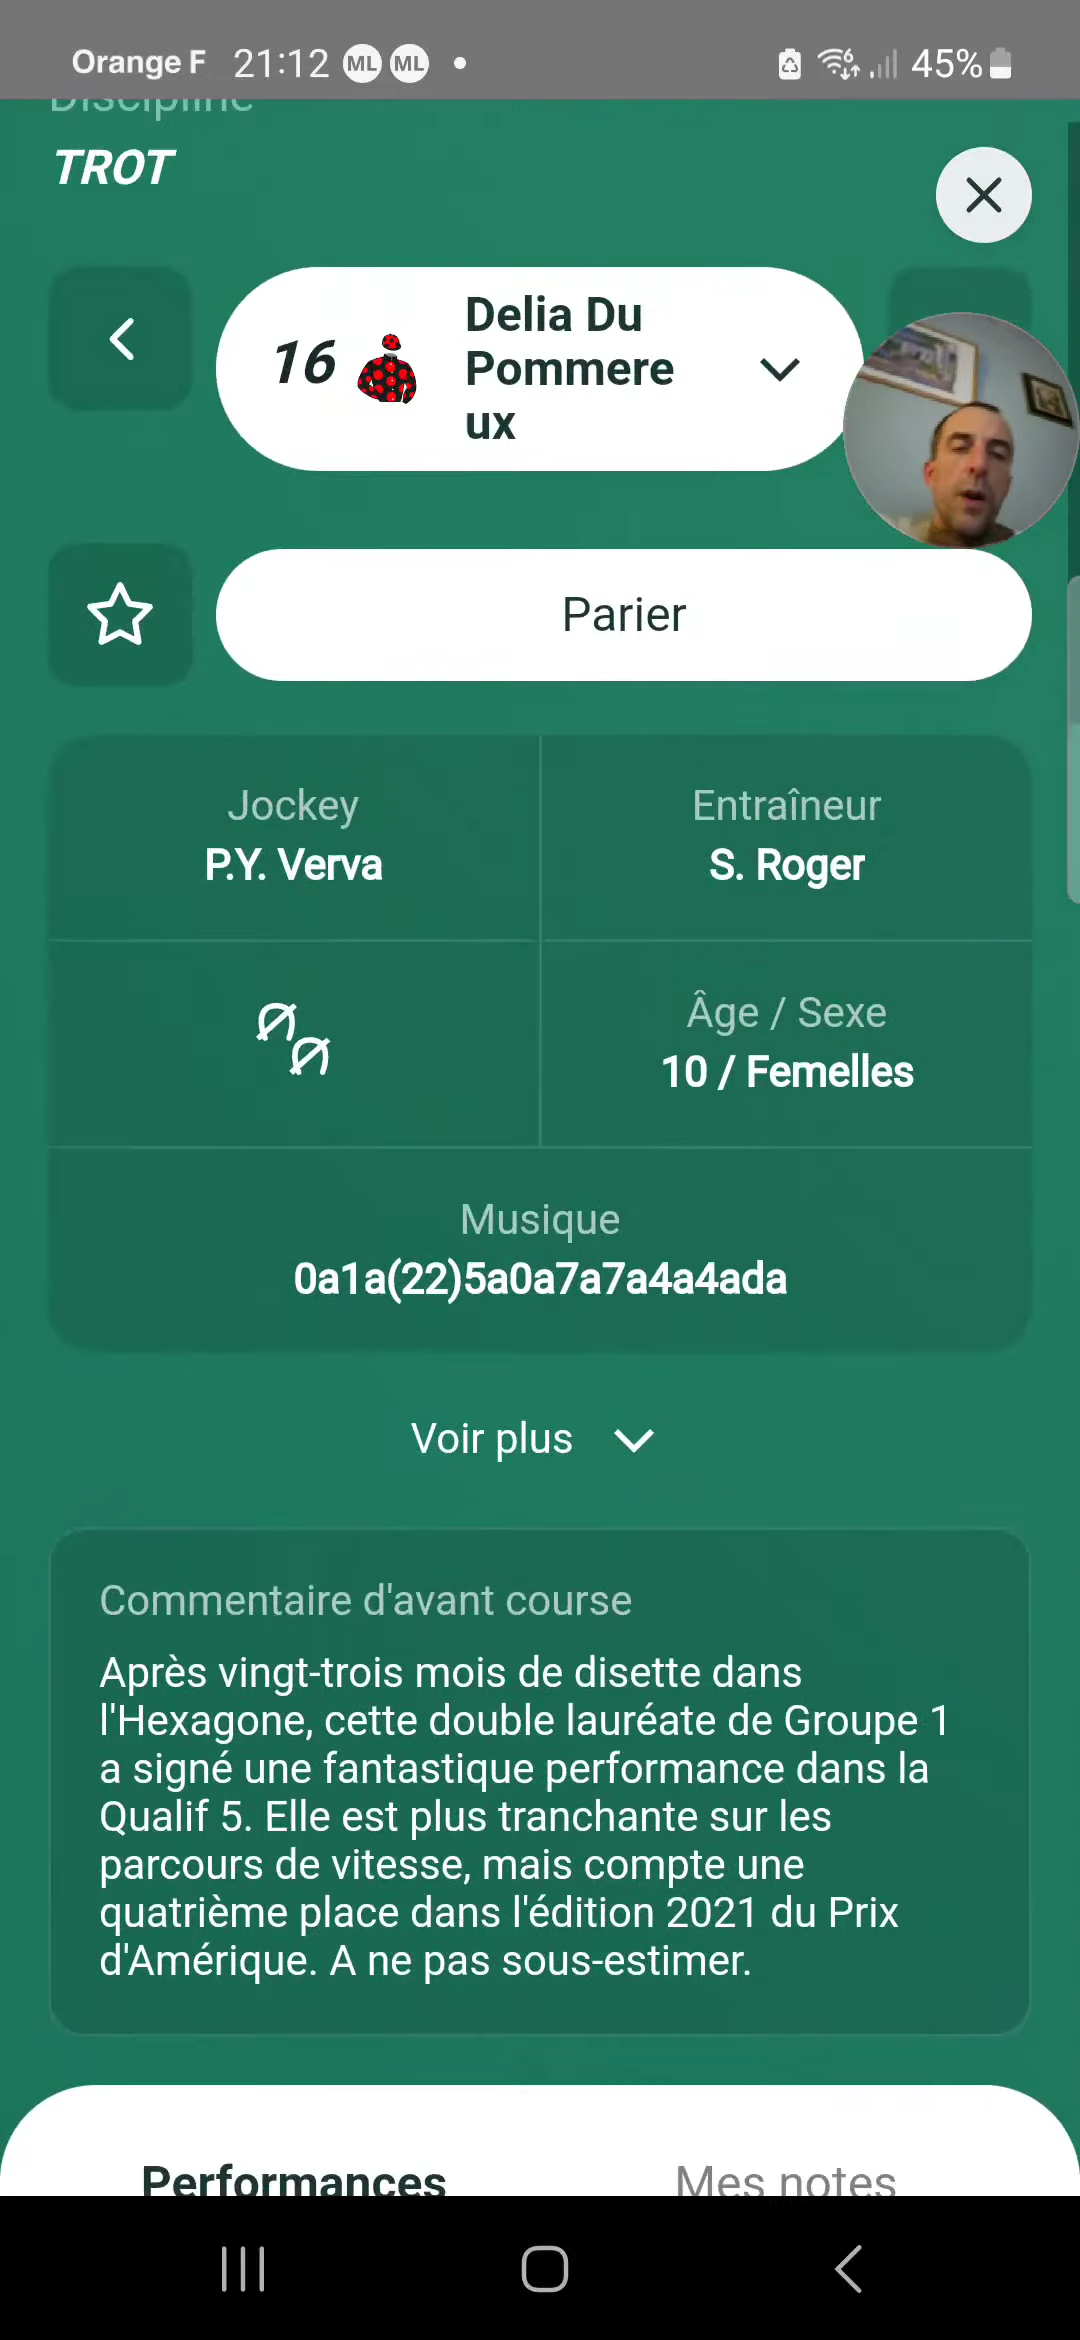 Orange F 21:12 ML ML 45%
Discipline
TROT
16 Delia Du
Pommere
ux
Parier
Jockey
P.Y. Verva
Entraîneur
S. Roger
Âge / Sexe
10 / Femelles
Musique
0a1a(22)5a0a7a7a4a4ada
Voir plus
Commentaire d'avant course
Après vingt-trois mois de disette dans
l'Hexagone, cette double lauréate de Groupe 1
a signé une fantastique performance dans la
Qualif 5. Elle est plus tranchante sur les
parcours de vitesse, mais compte une
quatrième place dans l'édition 2021 du Prix
d'Amérique. A ne pas sous-estimer.
Performances
Mes notes